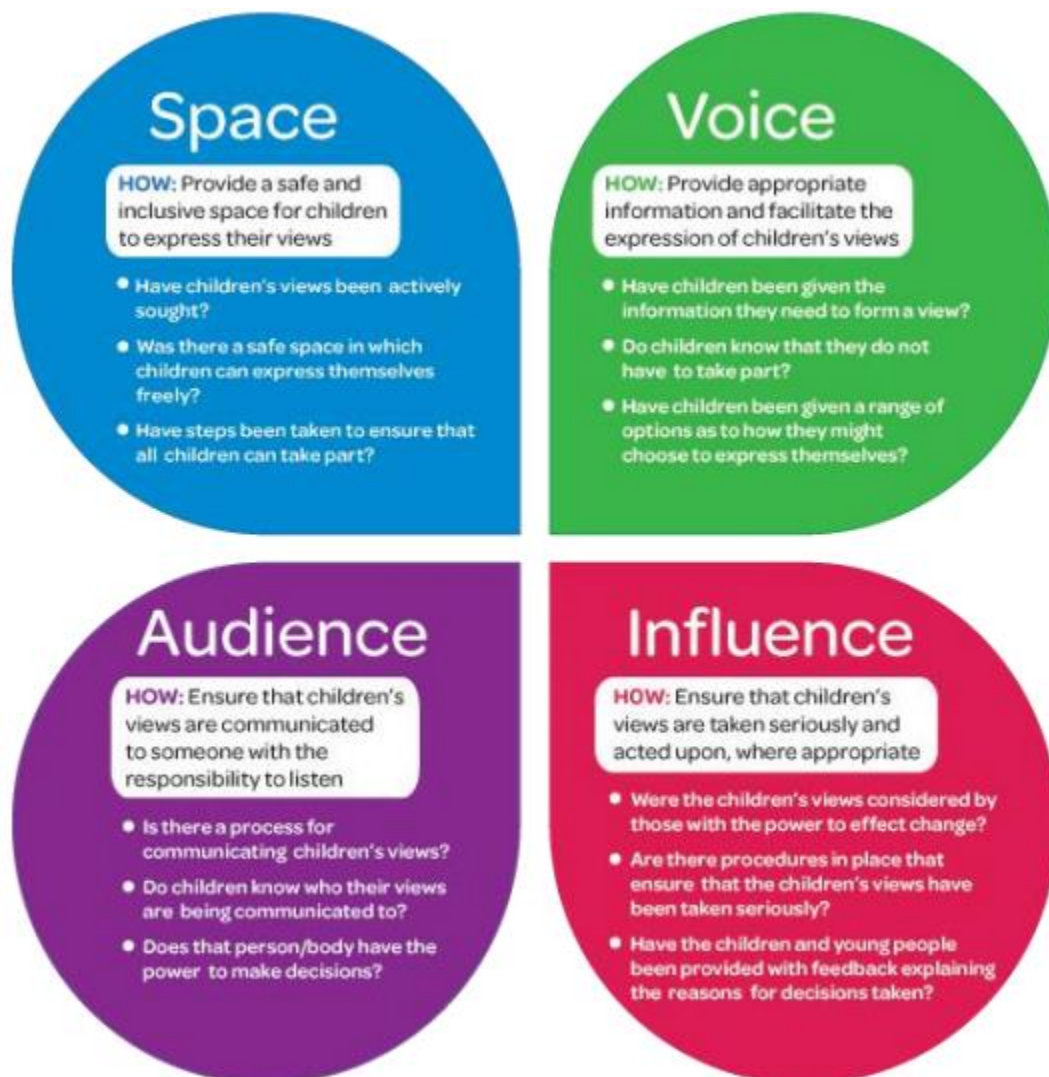 Space
HOW: Provide a safe and
inclusive space for children
to express their views
• Have children's views been actively
sought?
• Was there a safe space in which
children can express themselves
freely?
• Have steps been taken to ensure that
all children can take part?
Voice
HOW: Provide appropriate
information and facilitate the
expression of children's views
• Have children been given the
information they need to form a view?
• Do children know that they do not
have to take part?
• Have children been given a range of
options as to how they might
choose to express themselves?
Audience
HOW: Ensure that children's
views are communicated
to someone with the
responsibility to listen
• Is there a process for
communicating children's views?
• Do children know who their views
are being communicated to?
• Does that person/body have the
power to make decisions?
Influence
HOW: Ensure that children's
views are taken seriously and
acted upon, where appropriate
• Were the children's views considered by
those with the power to effect change?
• Are there procedures in place that
ensure that the children's views have
been taken seriously?
• Have the children and young people
been provided with feedback explaining
the reasons for decisions taken?